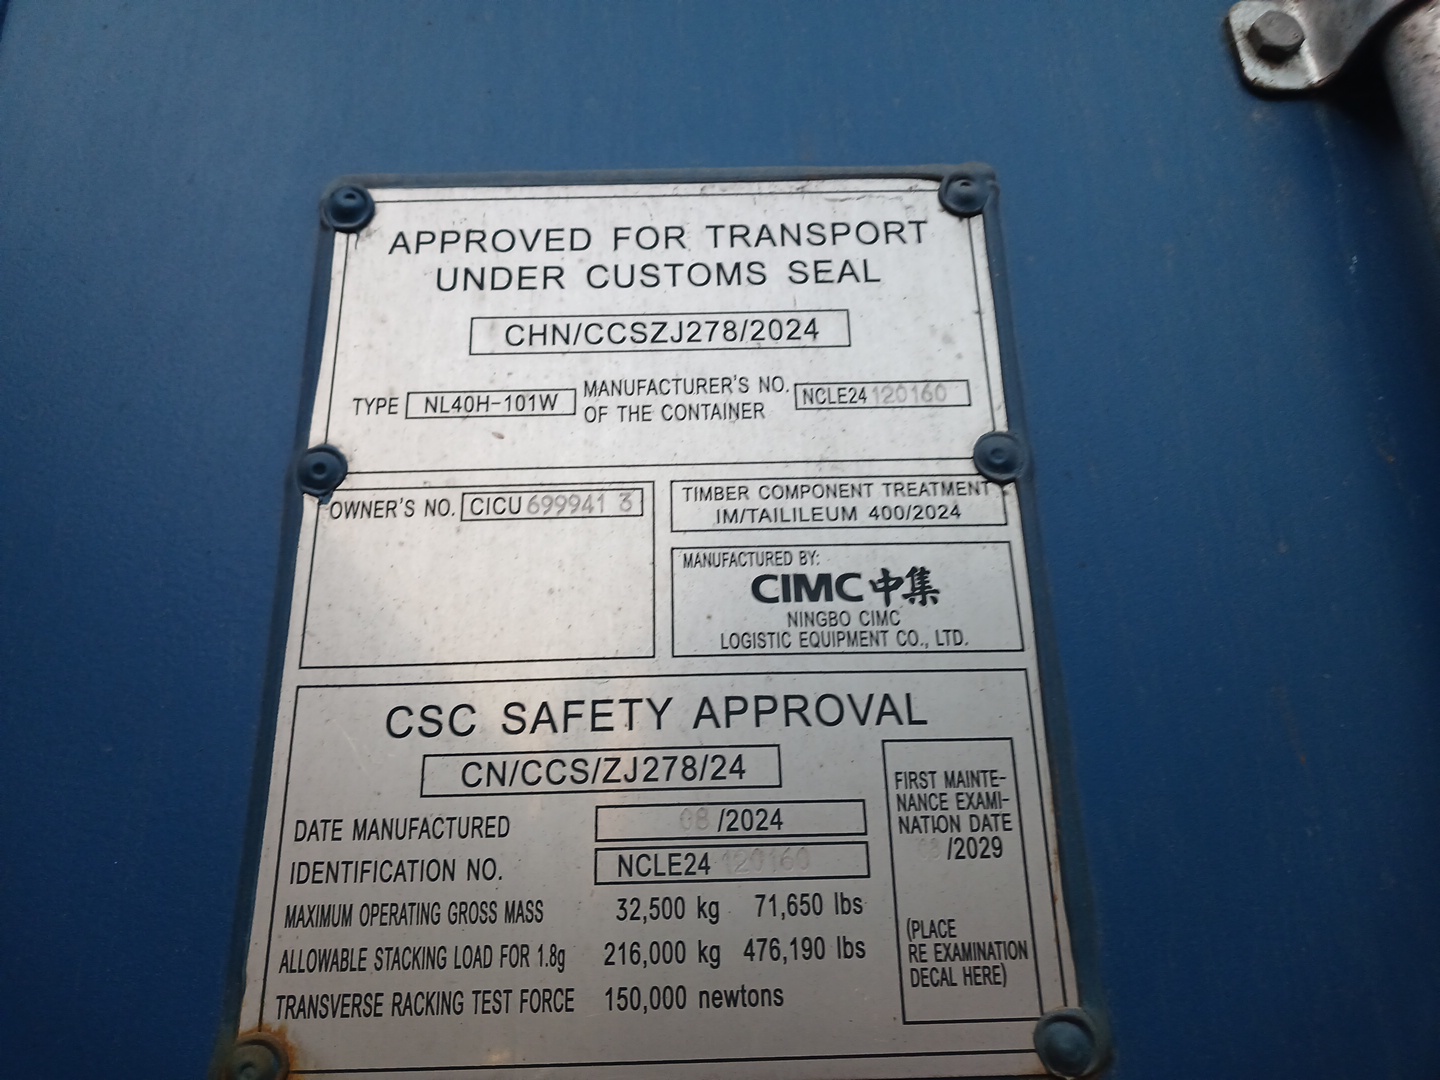 APPROVED FOR TRANSPORT
UNDER CUSTOMS SEAL
CHN/CCSZJ278/2024
TYPE NL40H-101W MANUFACTURER'S NO. OF THE CONTAINER NCLE24 120160
OWNER'S NO. CICU 699941 3
TIMBER COMPONENT TREATMENT
IM/TAILILEUM 400/2024
MANUFACTURED BY:
CIMC 中集
NINGBO CIMC
LOGISTIC EQUIPMENT CO., LTD.
CSC SAFETY APPROVAL
CN/CCS/ZJ278/24
DATE MANUFACTURED 08/2024
IDENTIFICATION NO. NCLE24 120160
MAXIMUM OPERATING GROSS MASS 32,500 kg 71,650 lbs
ALLOWABLE STACKING LOAD FOR 1.8g 216,000 kg 476,190 lbs
TRANSVERSE RACKING TEST FORCE 150,000 newtons
FIRST MAINTE-
NANCE EXAMI-
NATION DATE
/2029
(PLACE
RE EXAMINATION
DECAL HERE)